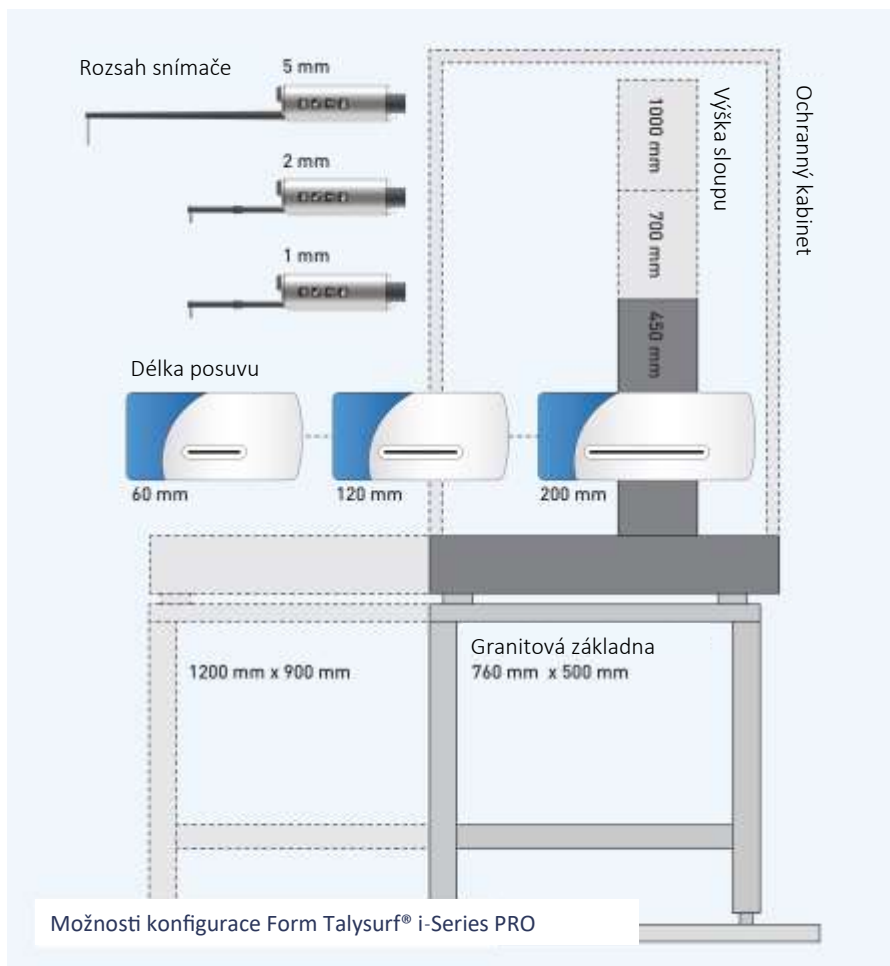 Rozsah snímače
5 mm
2 mm
1 mm
1000 mm
700 mm
450 mm
Výška sloupu
Ochranný kabinet
Délka posuvu
60 mm
120 mm
200 mm
Granitová základna
1200 mm x 900 mm
760 mm x 500 mm
Možnosti konfigurace Form Talysurf® i-Series PRO